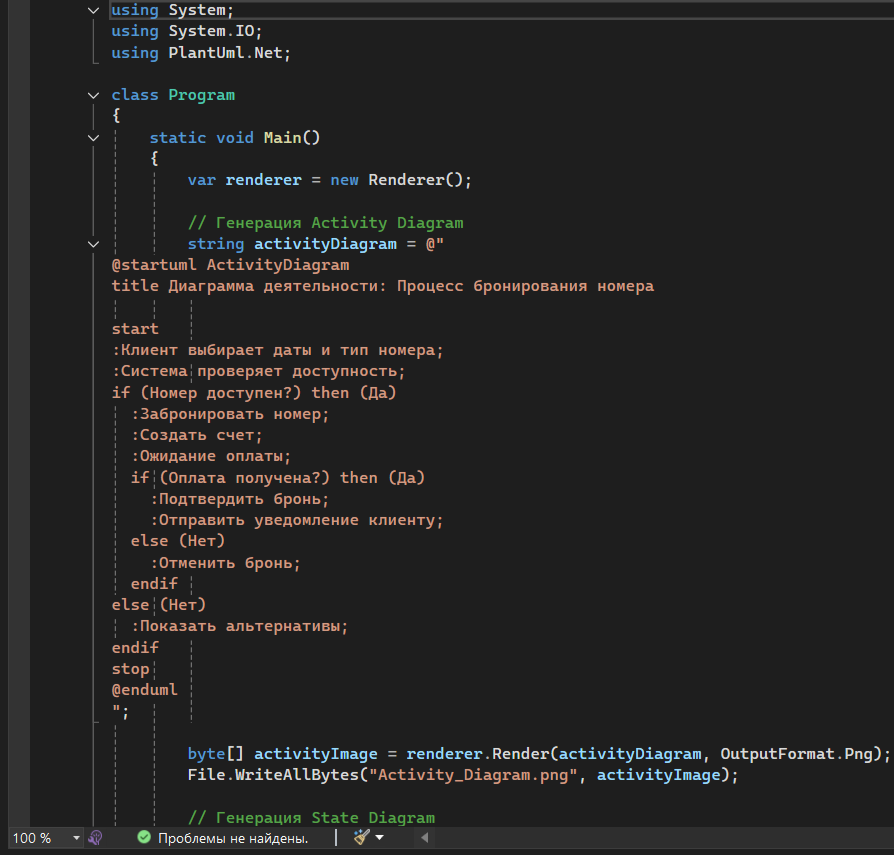 using System;
using System.IO;
using PlantUml.Net;
class Program
{
static void Main()
{
var renderer = new Renderer();
// Генерация Activity Diagram
string activityDiagram = @"
@startuml ActivityDiagram
title Диаграмма деятельности: Процесс бронирования номера
start
:Клиент выбирает даты и тип номера;
:Система проверяет доступность;
if (Номер доступен?) then (Да)
:Забронировать номер;
:Создать счет;
:Ожидание оплаты;
if (Оплата получена?) then (Да)
:Подтвердить бронь;
:Отправить уведомление клиенту;
else (Нет)
:Отменить бронь;
endif
else (Нет)
:Показать альтернативы;
endif
stop
@enduml
";
byte[] activityImage = renderer.Render(activityDiagram, OutputFormat.Png);
File.WriteAllBytes("Activity_Diagram.png", activityImage);
// Генерация State Diagram
100 % Проблемы не найдены.